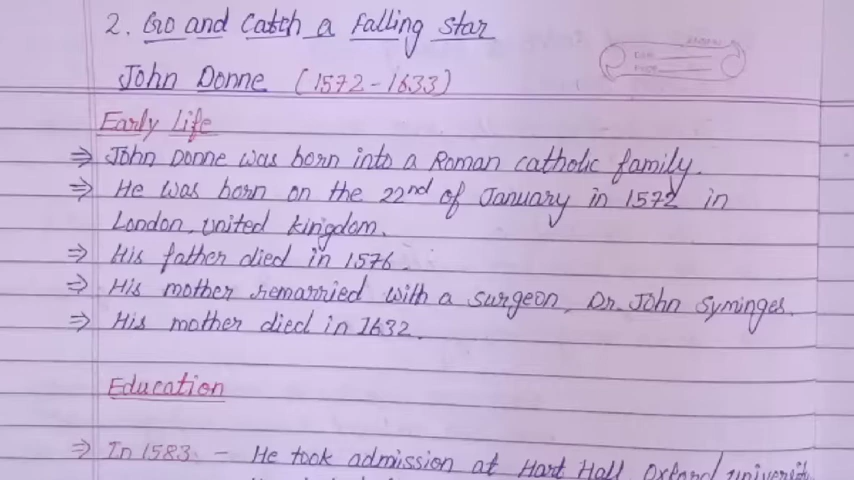 2. Go and Catch a Falling Star
John Donne (1572-1633)
Early life
⇒ John Donne was born into a Roman catholic family.
⇒ He was born on the 22nd of January in 1572 in
London, united kingdom.
⇒ His father died in 1576.
⇒ His mother remarried with a surgeon, Dr. John Syminges.
⇒ His mother died in 1632.
Education
⇒ In 1583 - He took admission at Hart Hall Oxford university